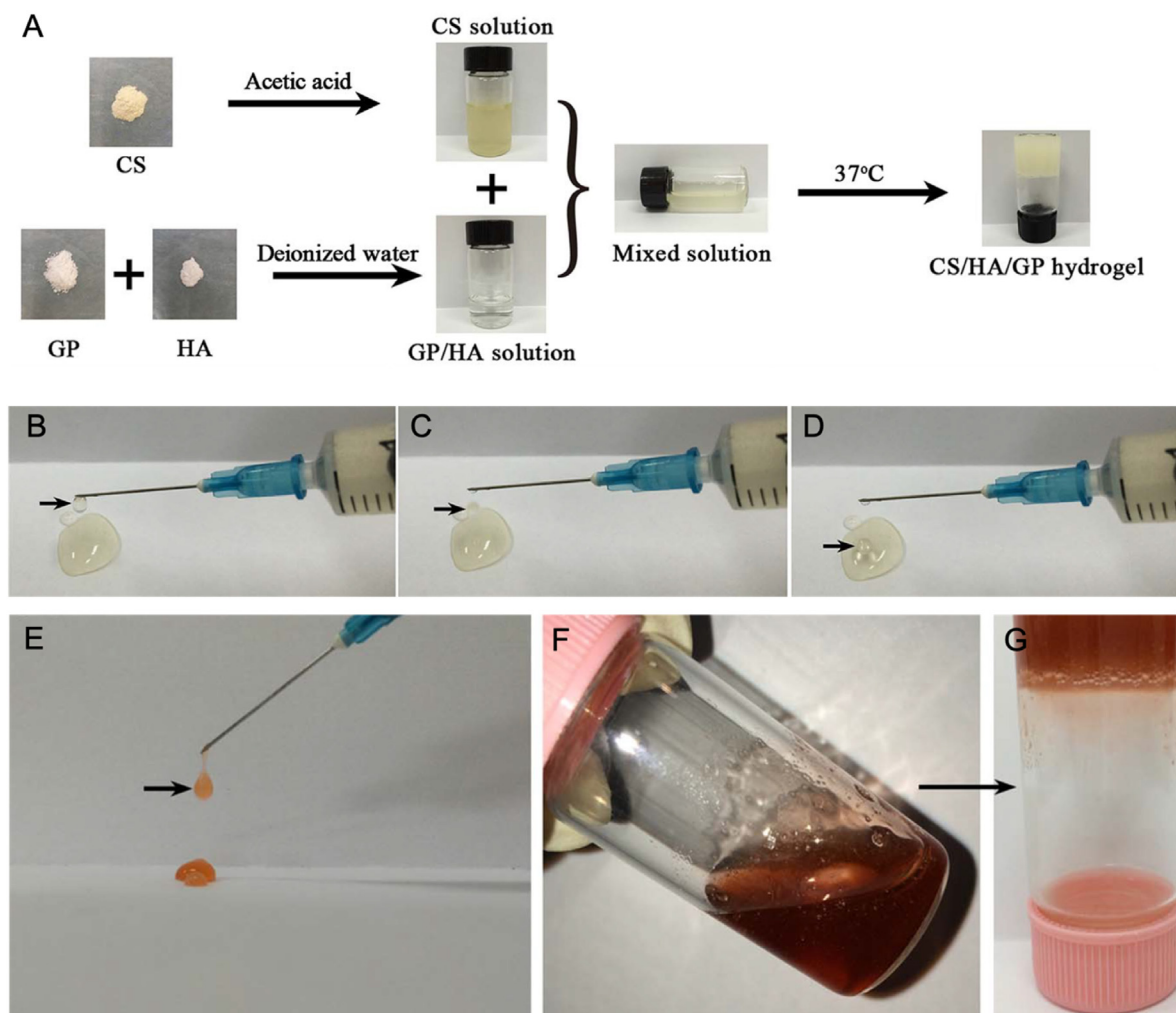 A
CS solution
Acetic acid
CS
+
37°C
Mixed solution
Deionized water
+
CS/HA/GP hydrogel
GP
HA
GP/HA solution
B
C
D
E
F
G